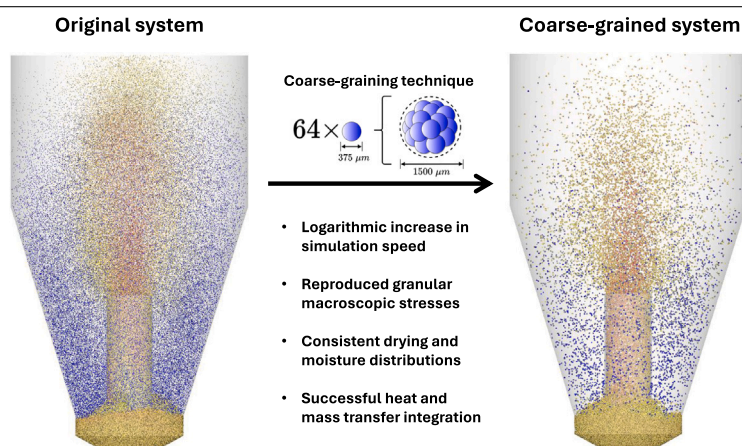 Original system
Coarse-grained system
Coarse-graining technique
64×
375 μm
1500 μm
• Logarithmic increase in
simulation speed
• Reproduced granular
macroscopic stresses
• Consistent drying and
moisture distributions
• Successful heat and
mass transfer integration